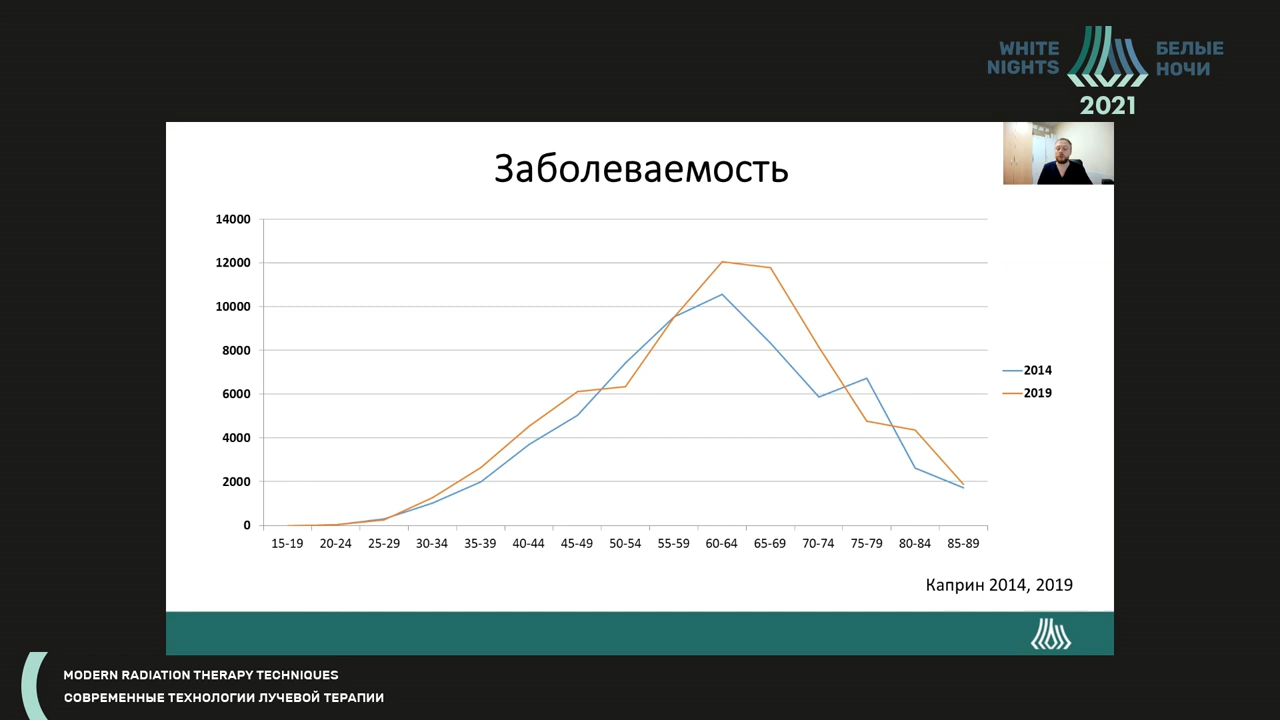 WHITE
NIGHTS
БЕЛЫЕ
НОЧИ
2021
Заболеваемость
14000
12000
10000
8000
6000
4000
2000
0
15-19 20-24 25-29 30-34 35-39 40-44 45-49 50-54 55-59 60-64 65-69 70-74 75-79 80-84 85-89
2014
2019
Каприн 2014, 2019
MODERN RADIATION THERAPY TECHNIQUES
СОВРЕМЕННЫЕ ТЕХНОЛОГИИ ЛУЧЕВОЙ ТЕРАПИИ